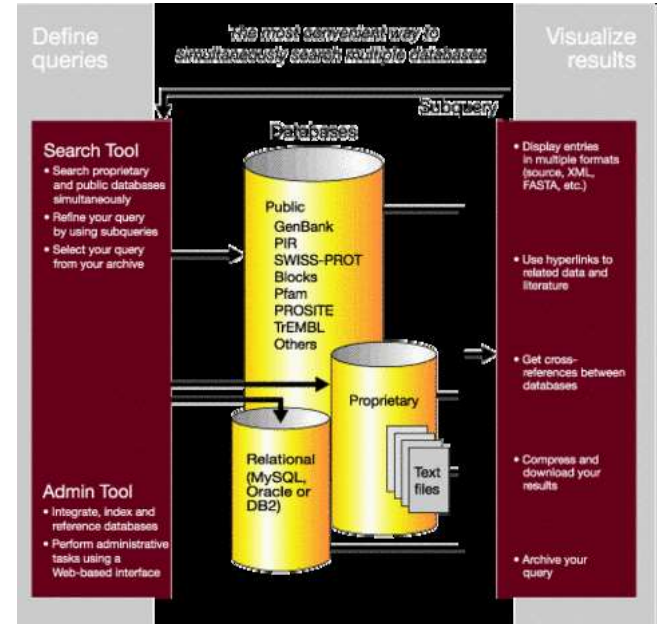 Define
queries
The most convenient way to
simultaneously search multiple databases
Visualize
results
Subquery
Databases
Search Tool
• Search proprietary
and public databases
simultaneously
• Refine your query
by using subqueries
• Select your query
from your archive
Admin Tool
• Integrate, index and
reference databases
• Perform administrative
tasks using a
Web-based interface
Public
GenBank
PIR
SWISS-PROT
Blocks
Pfam
PROSITE
TrEMBL
Others
Proprietary
Text
files
Relational
(MySQL,
Oracle or
DB2)
• Display entries
in multiple formats
(source, XML,
FASTA, etc.)
• Use hyperlinks to
related data and
literature
• Get cross-
references between
databases
• Compress and
download your
results
• Archive your
query